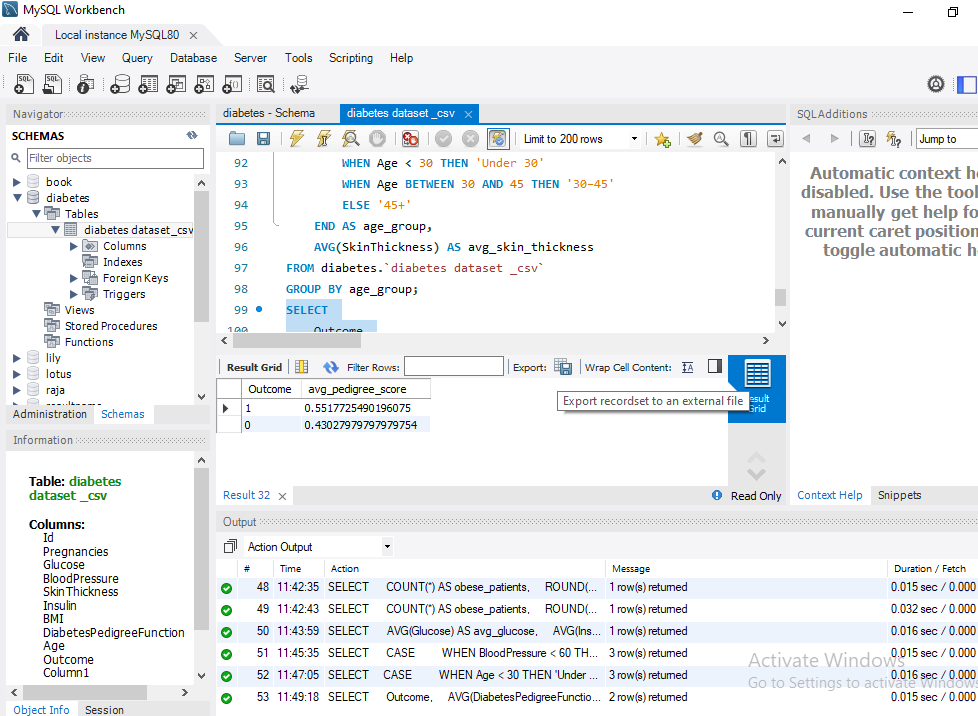 MySQL Workbench
Local instance MySQL80
File Edit View Query Database Server Tools Scripting Help
Navigator
SCHEMAS
Filter objects
book
diabetes
Tables
diabetes dataset_csv
Columns
Indexes
Foreign Keys
Triggers
Views
Stored Procedures
Functions
lily
lotus
raja
Administration Schemas
Information
Table: diabetes
dataset _csv
Columns:
Id
Pregnancies
Glucose
BloodPressure
SkinThickness
Insulin
BMI
DiabetesPedigreeFunction
Age
Outcome
Column1
Object Info Session
diabetes - Schema diabetes dataset _csv
Limit to 200 rows
92 WHEN Age < 30 THEN 'Under 30'
93 WHEN Age BETWEEN 30 AND 45 THEN '30-45'
94 ELSE '45+'
95 END AS age_group,
96 AVG(SkinThickness) AS avg_skin_thickness
97 FROM diabetes.`diabetes dataset _csv`
98 GROUP BY age_group;
99 SELECT
100 Outcome
Result Grid Filter Rows: Export: Wrap Cell Content: IA
Outcome avg_pedigree_score
1 0.5517725490196075
0 0.43027979797979754
Export recordset to an external file
esult
Grid
Result 32 Read Only
SQLAdditions
Jump to
Automatic context he
disabled. Use the tool
manually get help fo
current caret position
toggle automatic he
Context Help Snippets
Output
Action Output
# Time Action Message Duration / Fetch
48 11:42:35 SELECT COUNT(*) AS obese_patients, ROUND(... 1 row(s) returned 0.015 sec / 0.000
49 11:42:43 SELECT COUNT(*) AS obese_patients, ROUND(... 1 row(s) returned 0.032 sec / 0.000
50 11:43:59 SELECT AVG(Glucose) AS avg_glucose, AVG(Ins... 1 row(s) returned 0.016 sec / 0.000
51 11:45:35 SELECT CASE WHEN BloodPressure < 60 TH... 3 row(s) returned 0.015 sec / 0.000
52 11:47:05 SELECT CASE WHEN Age < 30 THEN 'Under ... 3 row(s) returned 0.016 sec / 0.000
53 11:49:18 SELECT Outcome, AVG(DiabetesPedigreeFunctio... 2 row(s) returned 0.015 sec / 0.000
Activate Windows
Go to Settings to activate Windows